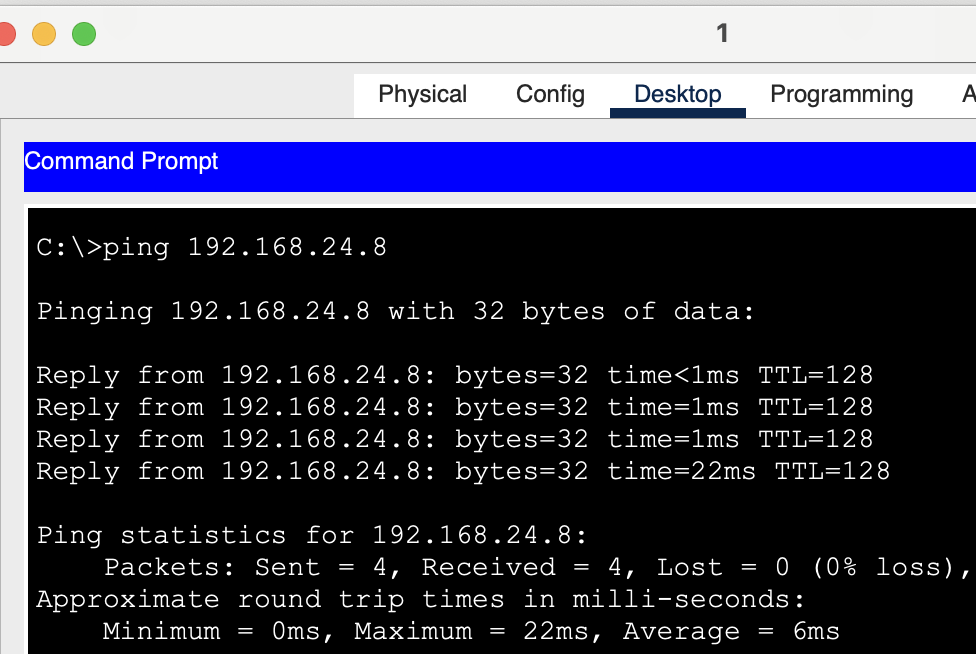 1
Physical Config Desktop Programming
Command Prompt
C:\>ping 192.168.24.8
Pinging 192.168.24.8 with 32 bytes of data:
Reply from 192.168.24.8: bytes=32 time<1ms TTL=128
Reply from 192.168.24.8: bytes=32 time=1ms TTL=128
Reply from 192.168.24.8: bytes=32 time=1ms TTL=128
Reply from 192.168.24.8: bytes=32 time=22ms TTL=128
Ping statistics for 192.168.24.8:
    Packets: Sent = 4, Received = 4, Lost = 0 (0% loss),
Approximate round trip times in milli-seconds:
    Minimum = 0ms, Maximum = 22ms, Average = 6ms